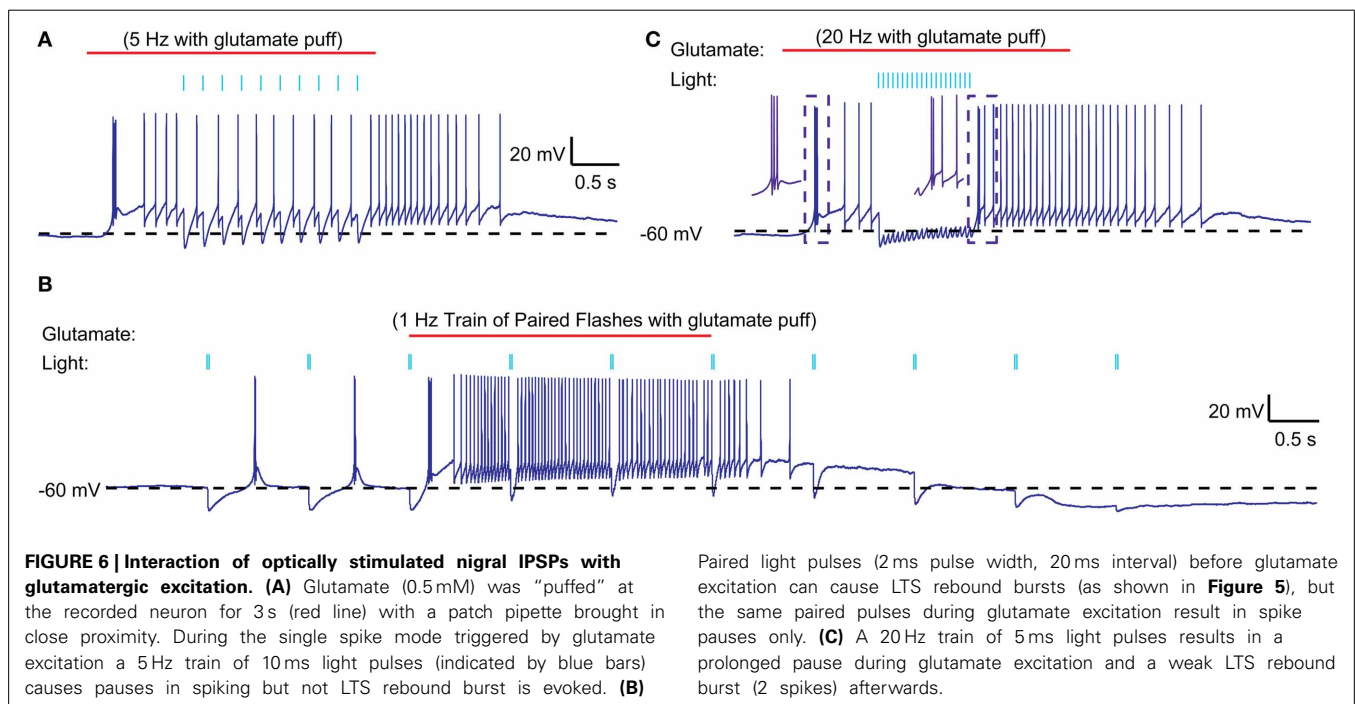 A
(5 Hz with glutamate puff)
20 mV
0.5 s
C
Glutamate:
(20 Hz with glutamate puff)
Light:
-60 mV
B
Glutamate:
(1 Hz Train of Paired Flashes with glutamate puff)
Light:
20 mV
0.5 s
-60 mV
FIGURE 6 | Interaction of optically stimulated nigral IPSPs with
glutamatergic excitation. (A) Glutamate (0.5 mM) was “puffed” at
the recorded neuron for 3 s (red line) with a patch pipette brought in
close proximity. During the single spike mode triggered by glutamate
excitation a 5 Hz train of 10 ms light pulses (indicated by blue bars)
causes pauses in spiking but not LTS rebound burst is evoked. (B)
Paired light pulses (2 ms pulse width, 20 ms interval) before glutamate
excitation can cause LTS rebound bursts (as shown in Figure 5), but
the same paired pulses during glutamate excitation result in spike
pauses only. (C) A 20 Hz train of 5 ms light pulses results in a
prolonged pause during glutamate excitation and a weak LTS rebound
burst (2 spikes) afterwards.